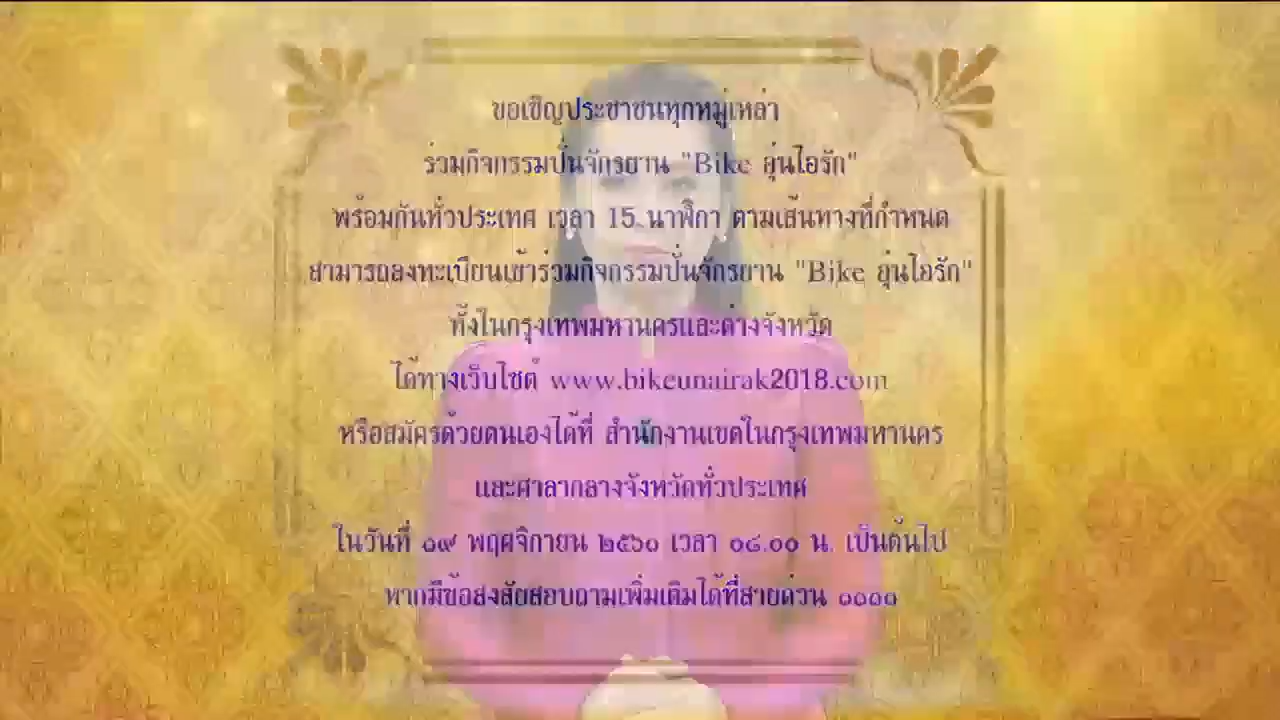 ขอเชิญประชาชนทุกหมู่เหล่า
ร่วมกิจกรรมปั่นจักรยาน "Bike อุ่นไอรัก"
พร้อมกันทั่วประเทศ เวลา 15. นาฬิกา ตามเส้นทางที่กำหนด
สามารถลงทะเบียนเข้าร่วมกิจกรรมปั่นจักรยาน "Bike อุ่นไอรัก"
ทั้งในกรุงเทพมหานครและต่างจังหวัด
ได้ทางเว็บไซต์ www.bikeunairak2018.com
หรือสมัครด้วยตนเองได้ที่ สำนักงานเขตในกรุงเทพมหานคร
และศาลากลางจังหวัดทั่วประเทศ
ในวันที่ ๑๙ พฤศจิกายน ๒๕๖๑ เวลา ๐๘.๐๐ น. เป็นต้นไป
หากมีข้อสงสัยสอบถามเพิ่มเติมได้ที่สายด่วน ๑๑๑๑